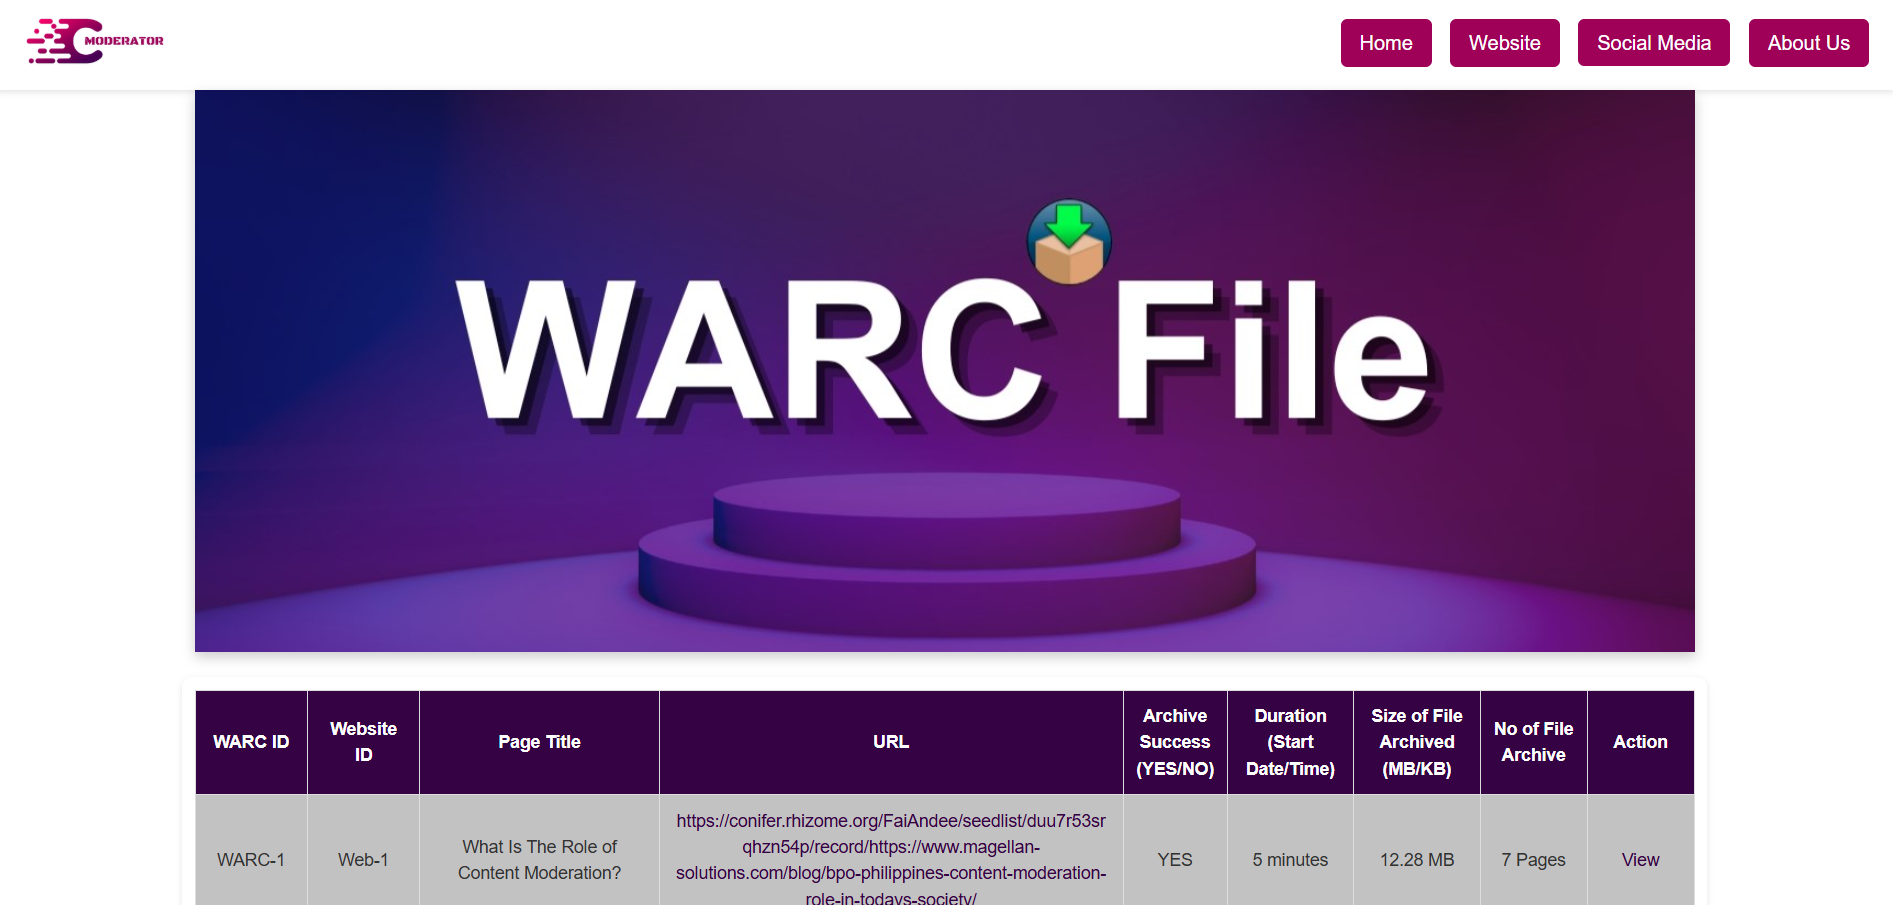 MODERATOR
Home
Website
Social Media
About Us
WARC File
WARC ID
Website
ID
Page Title
URL
Archive
Success
(YES/NO)
Duration
(Start
Date/Time)
Size of File
Archived
(MB/KB)
No of File
Archive
Action
WARC-1
Web-1
What Is The Role of
Content Moderation?
https://conifer.rhizome.org/FaiAndee/seedlist/duu7r53sr
qhzn54p/record/https://www.magellan-
solutions.com/blog/bpo-philippines-content-moderation-
role-in-todays-society/
YES
5 minutes
12.28 MB
7 Pages
View